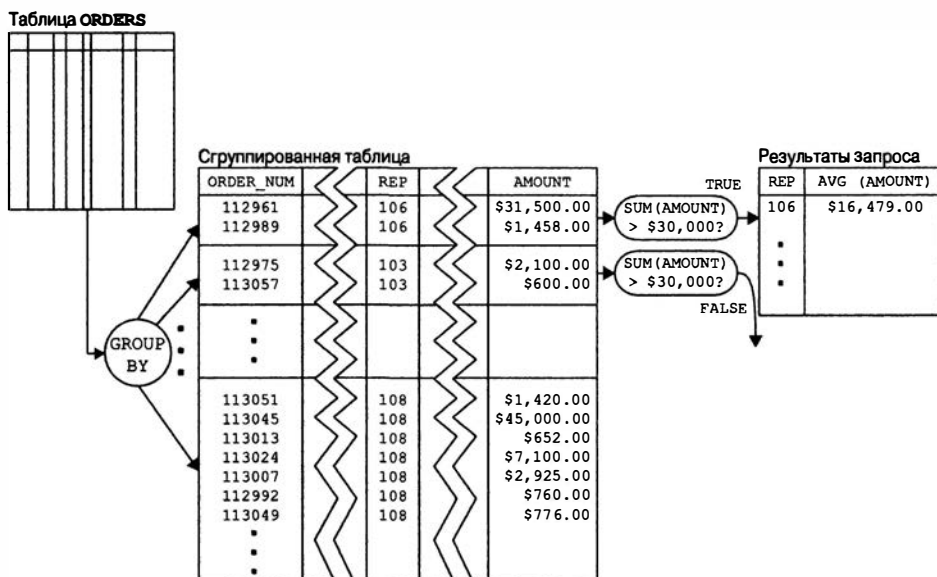 Таблица ORDERS
Сгруппированная таблица
ORDER_NUM REP AMOUNT
112961 106 $31,500.00
112989 106 $1,458.00
112975 103 $2,100.00
113057 103 $600.00
113051 108 $1,420.00
113045 108 $45,000.00
113013 108 $652.00
113024 108 $7,100.00
113007 108 $2,925.00
112992 108 $760.00
113049 108 $776.00
GROUP
BY
TRUE
SUM(AMOUNT)
> $30,000?
SUM(AMOUNT)
> $30,000?
FALSE
Результаты запроса
REP AVG (AMOUNT)
106 $16,479.00